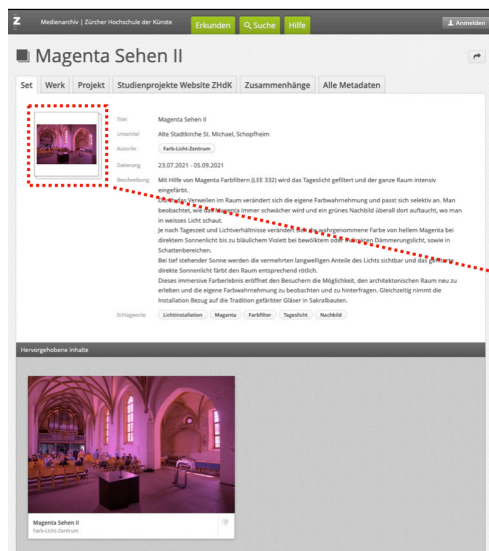 Z
Medienarchiv | Zürcher Hochschule der Künste
Erkunden
Suche
Hilfe
Anmelden
Magenta Sehen II
Set
Werk
Projekt
Studienprojekte Website ZHdK
Zusammenhänge
Alle Metadaten
Titel Magenta Sehen II
Untertitel Alte Stadtkirche St. Michael, Schopfheim
AutorIn Farb-Licht-Zentrum
Datierung 23.07.2021 - 05.09.2021
Beschreibung Mit Hilfe von Magenta Farbfiltern (LEE 332) wird das Tageslicht gefiltert und der ganze Raum intensiv
eingefärbt.
Durch das Verweilen im Raum verändert sich die eigene Farbwahrnehmung und passt sich selektiv an. Man
beobachtet, wie das Magenta immer schwächer wird und ein grünes Nachbild überall dort auftaucht, wo man
in weisses Licht schaut.
Je nach Tageszeit und Lichtverhältnisse verändert sich die wahrgenommene Farbe von hellem Magenta bei
direktem Sonnenlicht bis zu bläulichem Violett bei bewölktem oder indirekten Dämmerungslicht, sowie in
Schattenbereichen.
Bei tief stehender Sonne werden die vermehrten langwelligen Anteile des Lichts sichtbar und das gefilterte
direkte Sonnenlicht färbt den Raum entsprechend rötlich.
Dieses immersive Farberlebnis eröffnet den Besuchern die Möglichkeit, den architektonischen Raum neu zu
erleben und die eigene Farbwahrnehmung zu beobachten und zu hinterfragen. Gleichzeitig nimmt die
Installation Bezug auf die Tradition gefärbter Gläser in Sakralbauten.
Schlagworte Lichtinstallation Magenta Farbfilter Tageslicht Nachbild
Hervorgehobene Inhalte
Magenta Sehen II
Farb-Licht-Zentrum